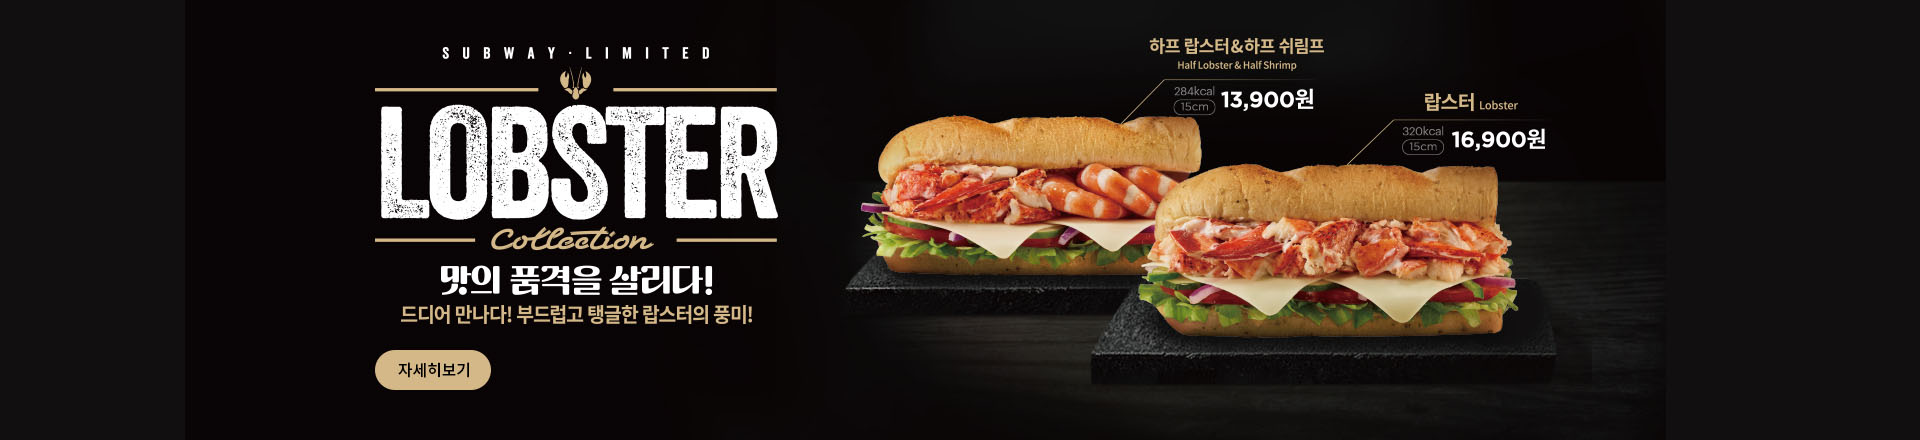 SUBWAY·LIMITED
LOBSTER
Collection
맛의 품격을 살리다!
드디어 만나다! 부드럽고 탱글한 랍스터의 풍미!
자세히보기
하프 랍스터&하프 쉬림프
Half Lobster & Half Shrimp
284kcal
15cm
13,900원
랍스터 Lobster
320kcal
15cm
16,900원